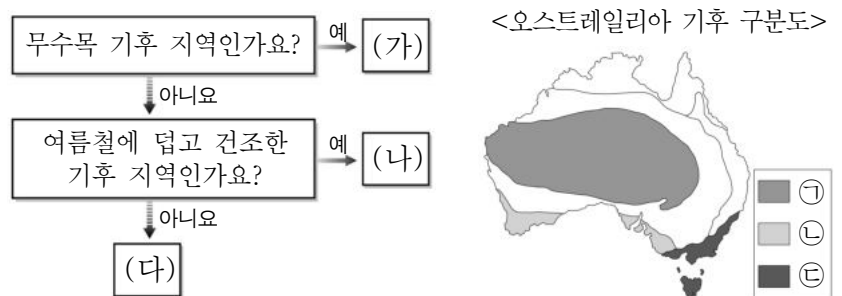 무수목 기후 지역인가요?
예
(가)
아니요
여름철에 덥고 건조한
기후 지역인가요?
예
(나)
아니요
(다)
<오스트레일리아 기후 구분도>
㉠
㉡
㉢